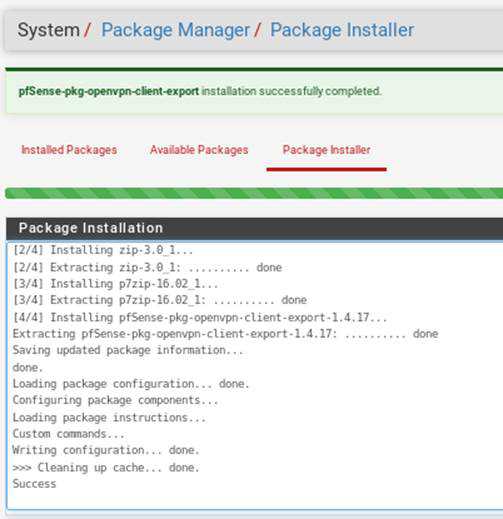 System / Package Manager / Package Installer
pfSense-pkg-openvpn-client-export installation successfully completed.
Installed Packages Available Packages Package Installer
Package Installation
[2/4] Installing zip-3.0_1...
[2/4] Extracting zip-3.0_1: .......... done
[3/4] Installing p7zip-16.02_1...
[3/4] Extracting p7zip-16.02_1: .......... done
[4/4] Installing pfSense-pkg-openvpn-client-export-1.4.17...
Extracting pfSense-pkg-openvpn-client-export-1.4.17: .......... done
Saving updated package information...
done.
Loading package configuration... done.
Configuring package components...
Loading package instructions...
Custom commands...
Writing configuration... done.
>>> Cleaning up cache... done.
Success